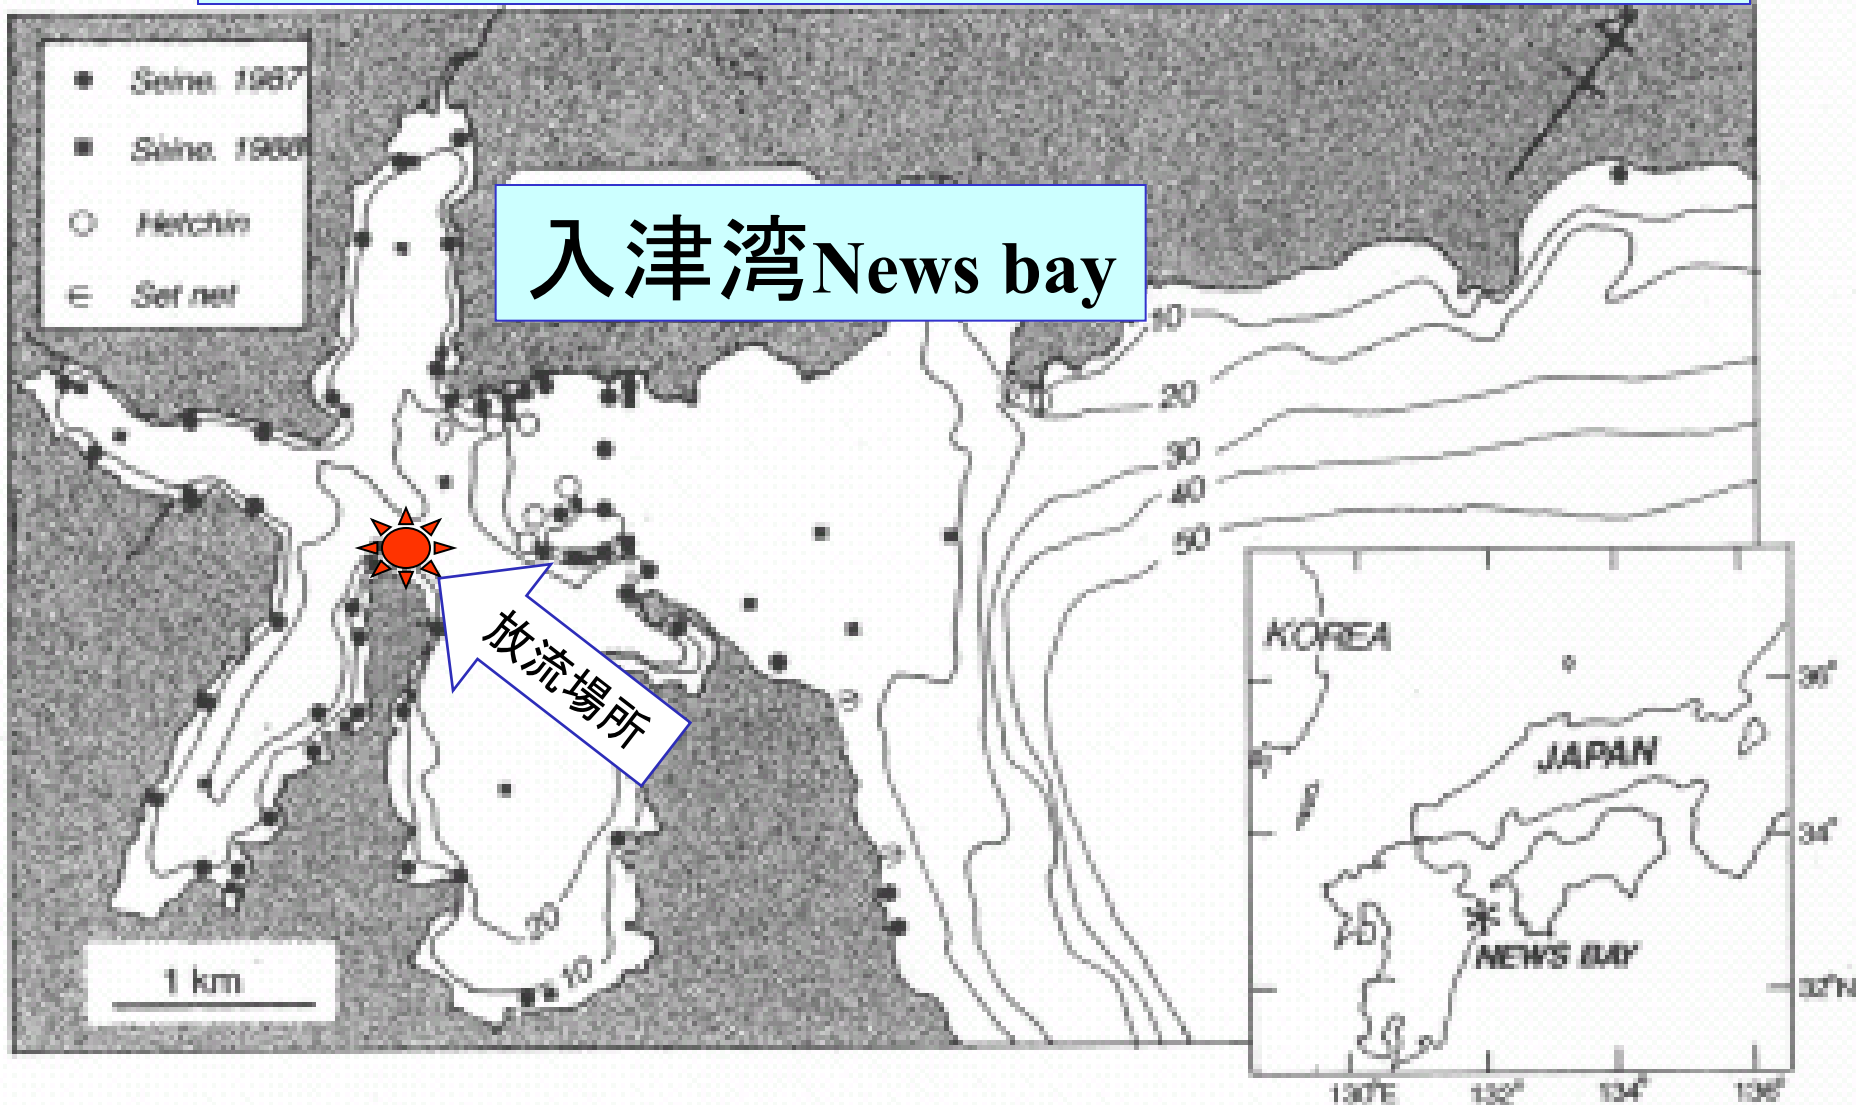 Seine. 1987
Seine. 1988
Hetchin
Set net
入津湾News bay
10
20
30
40
50
放流場所
20
10
1 km
KOREA
JAPAN
NEWS BAY
36°
34°
32°N
130°E
132°
134°
136°